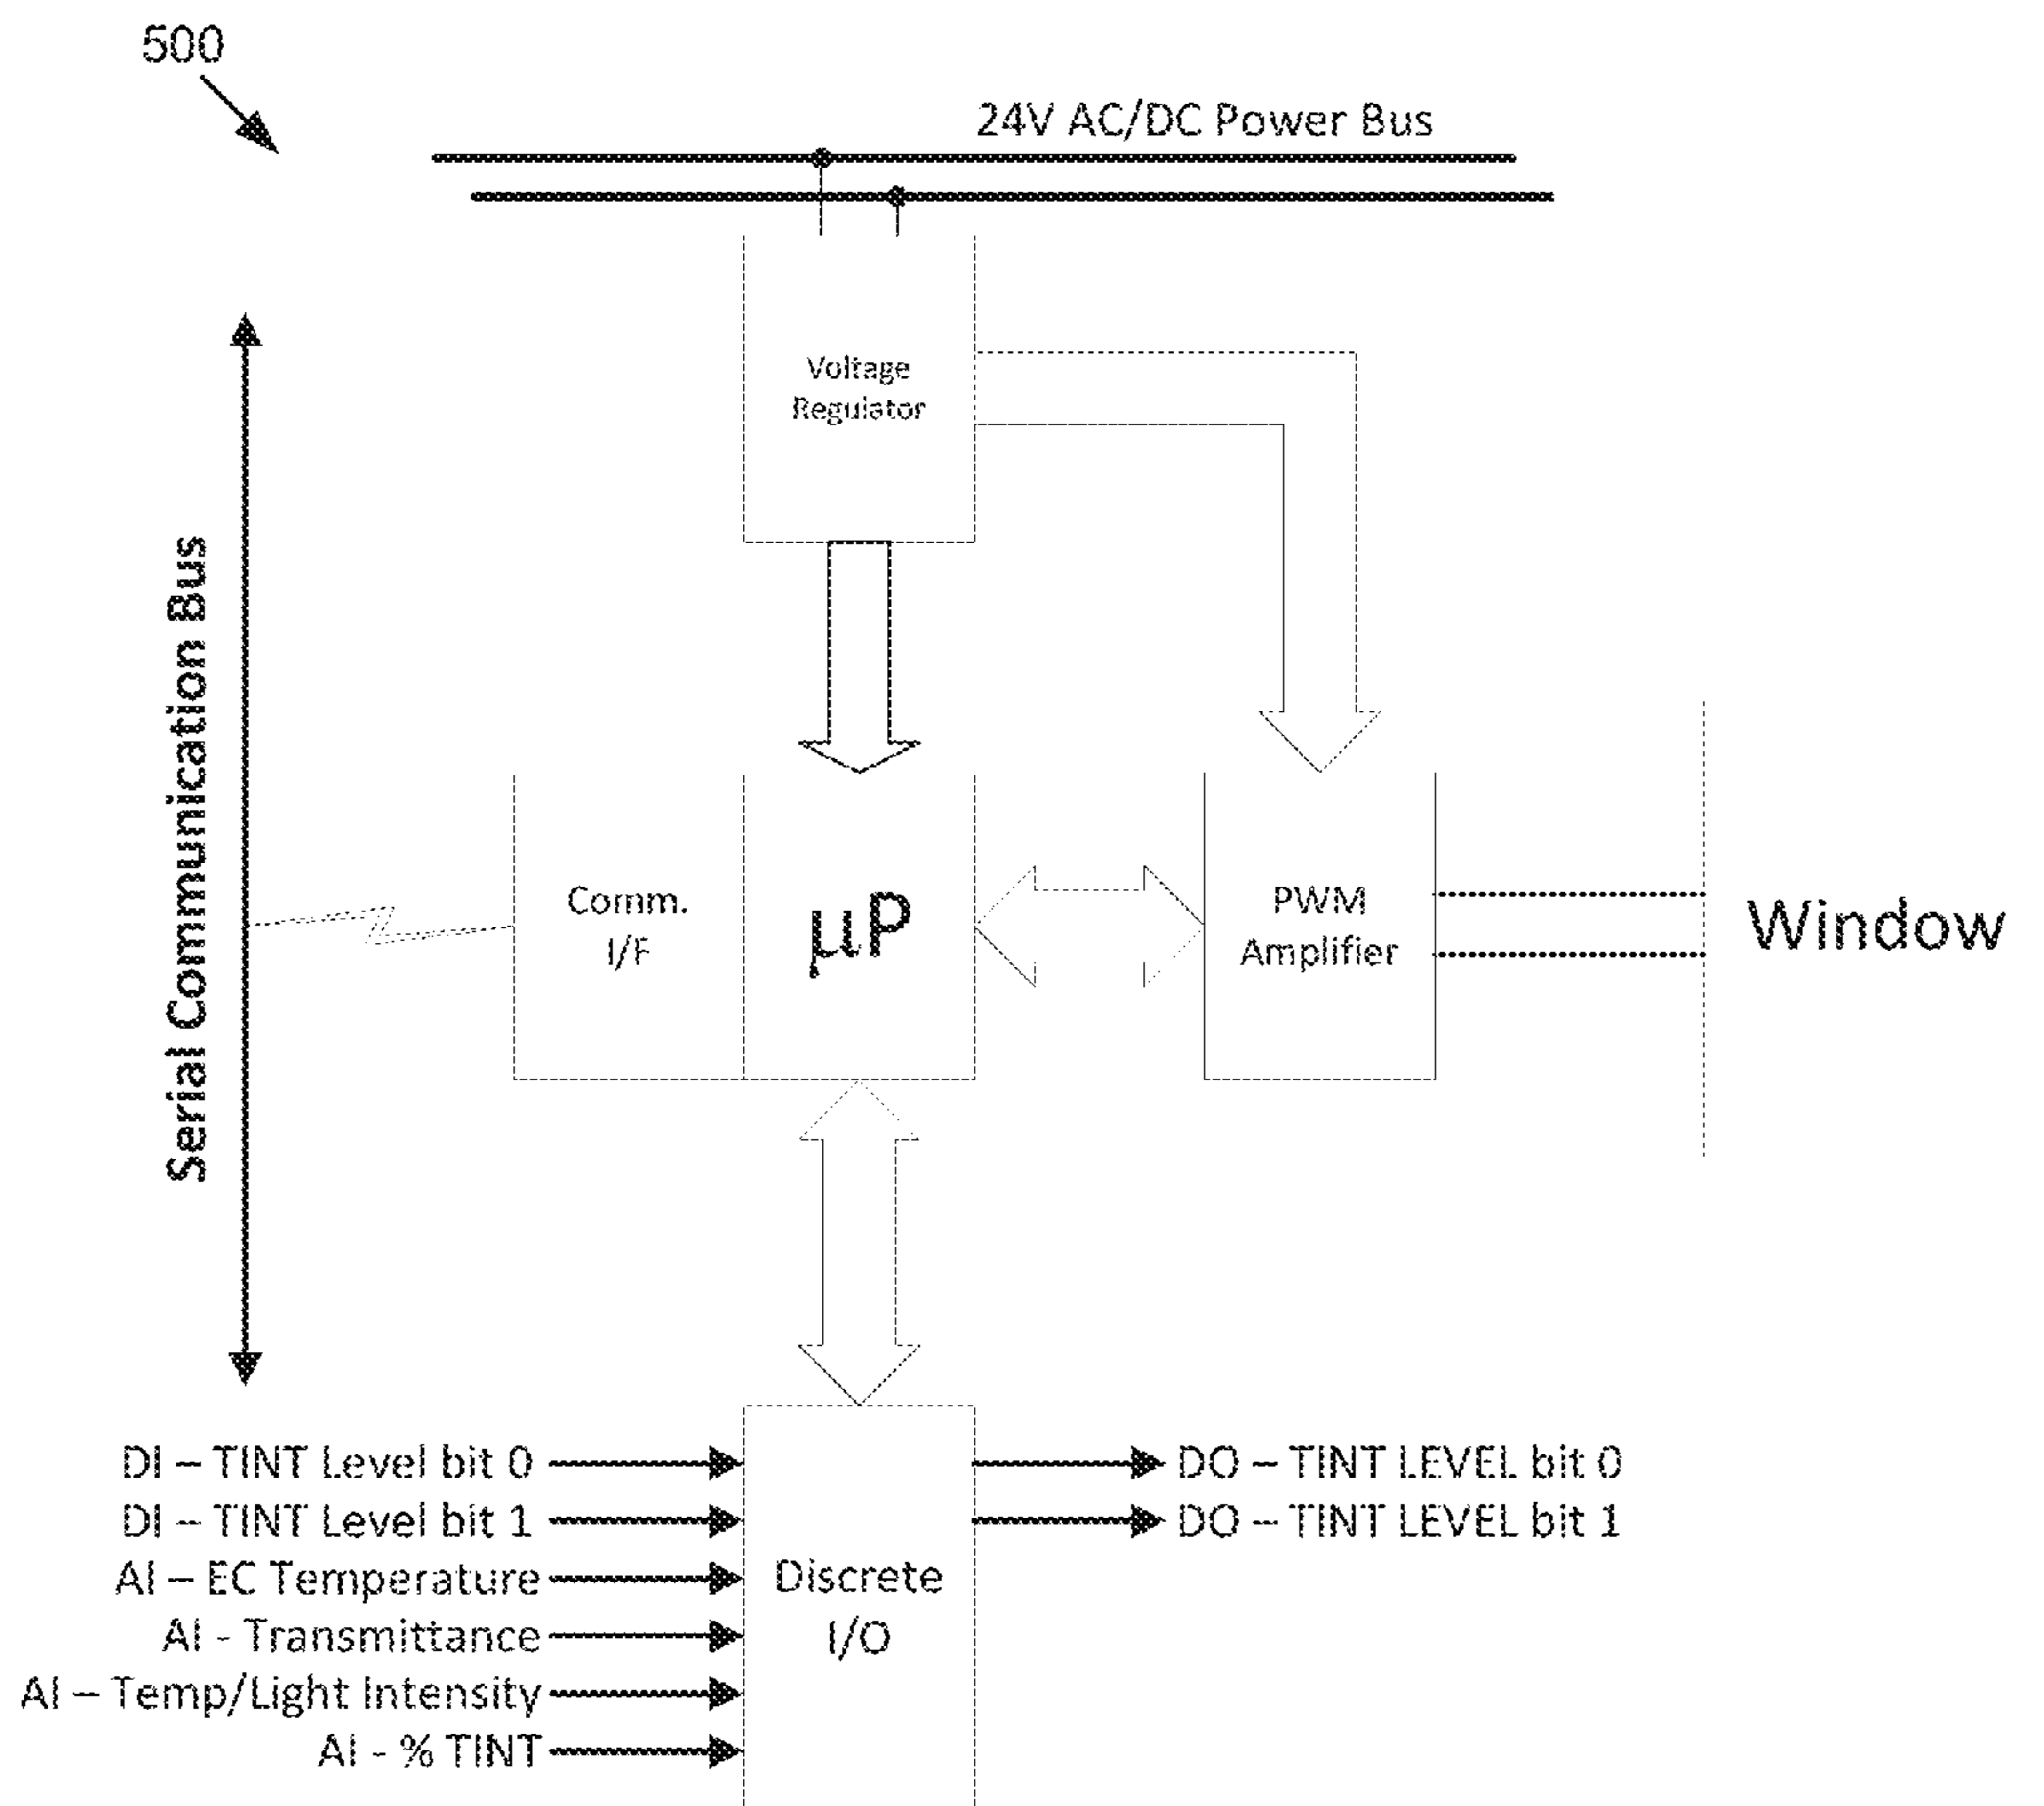 500
24V AC/DC Power Bus
Voltage
Regulator
Serial Communication Bus
Comm.
I/F
µP
PWM
Amplifier
Window
DI – TINT Level bit 0
DI – TINT Level bit 1
AI – EC Temperature
AI - Transmittance
AI – Temp/Light Intensity
AI - % TINT
Discrete
I/O
DO – TINT LEVEL bit 0
DO – TINT LEVEL bit 1